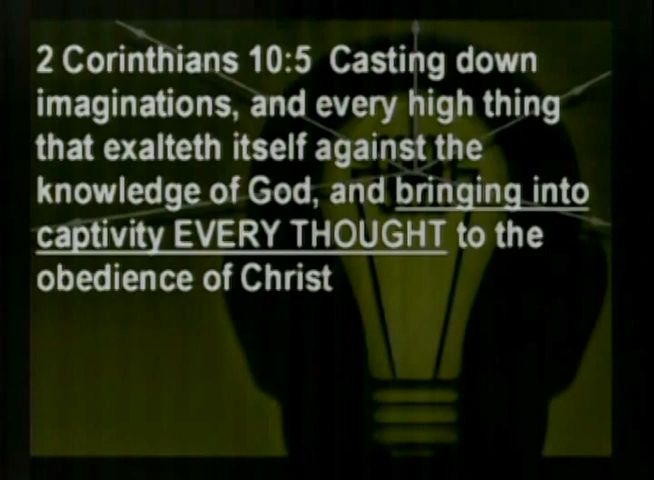 2 Corinthians 10:5 Casting down
imaginations, and every high thing
that exalteth itself against the
knowledge of God, and bringing into
captivity EVERY THOUGHT to the
obedience of Christ